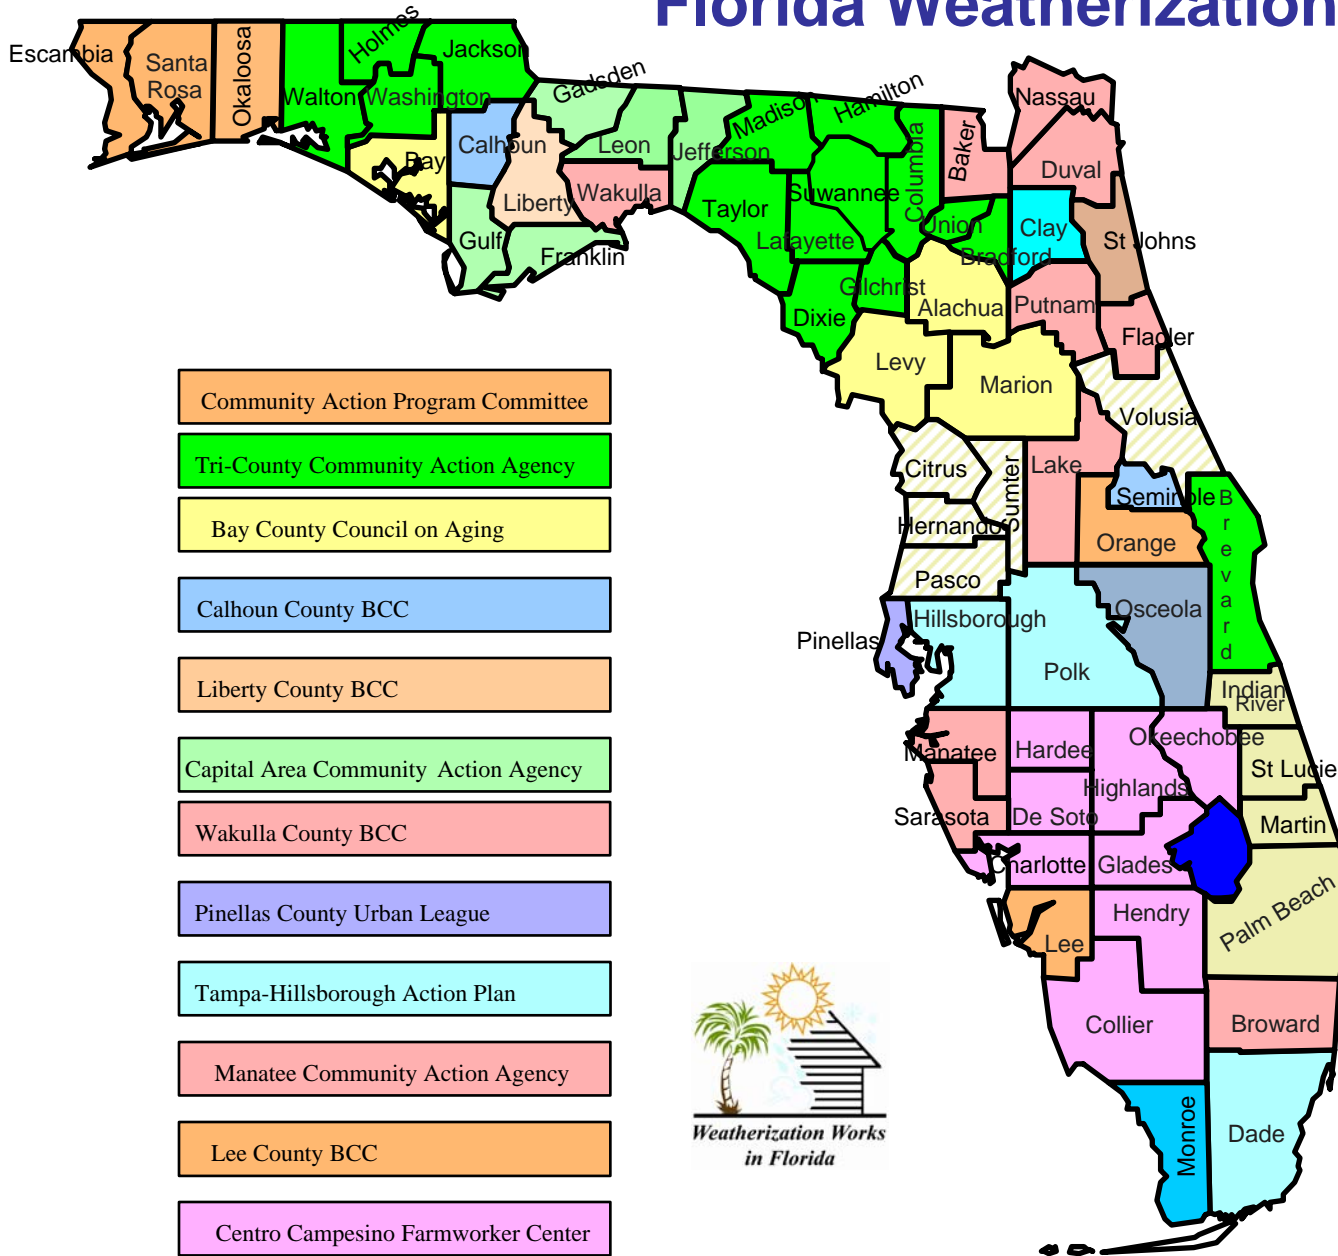 Florida Weatherization
Escambia
Santa
Rosa
Okaloosa
Walton
Holmes
Washington
Jackson
Bay
Calhoun
Gulf
Liberty
Gadsden
Leon
Wakulla
Franklin
Jefferson
Madison
Taylor
Hamilton
Suwannee
Lafayette
Dixie
Columbia
Gilchrist
Baker
Union
Bradford
Nassau
Duval
Clay
St Johns
Alachua
Putnam
Flagler
Levy
Marion
Volusia
Citrus
Sumter
Lake
Hernando
Pasco
Seminole
Orange
Brevard
Pinellas
Hillsborough
Polk
Osceola
Indian
River
Manatee
Hardee
Okeechobee
Highlands
St Lucie
Sarasota
De Soto
Martin
Charlotte
Glades
Lee
Hendry
Palm Beach
Collier
Broward
Monroe
Dade
Community Action Program Committee
Tri-County Community Action Agency
Bay County Council on Aging
Calhoun County BCC
Liberty County BCC
Capital Area Community Action Agency
Wakulla County BCC
Pinellas County Urban League
Tampa-Hillsborough Action Plan
Manatee Community Action Agency
Lee County BCC
Centro Campesino Farmworker Center
Weatherization Works
in Florida